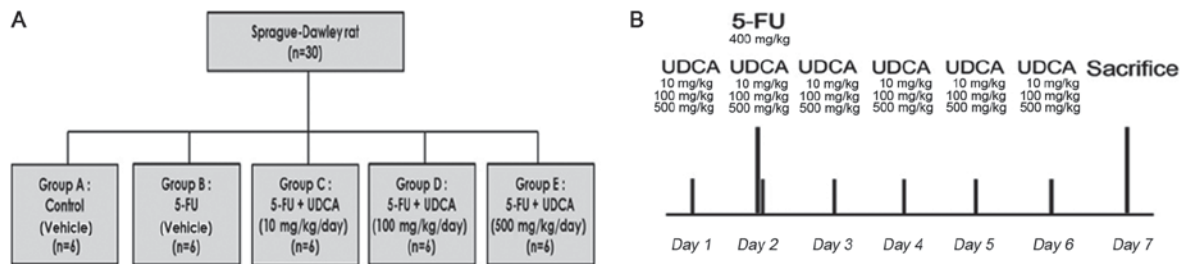 A
Sprague-Dawley rat
(n=30)
Group A :
Control
(Vehicle)
(n=6)
Group B :
5-FU
(Vehicle)
(n=6)
Group C :
5-FU + UDCA
(10 mg/kg/day)
(n=6)
Group D :
5-FU + UDCA
(100 mg/kg/day)
(n=6)
Group E :
5-FU + UDCA
(500 mg/kg/day)
(n=6)
B
5-FU
400 mg/kg
UDCA UDCA UDCA UDCA UDCA UDCA Sacrifice
10 mg/kg 10 mg/kg 10 mg/kg 10 mg/kg 10 mg/kg 10 mg/kg
100 mg/kg 100 mg/kg 100 mg/kg 100 mg/kg 100 mg/kg 100 mg/kg
500 mg/kg 500 mg/kg 500 mg/kg 500 mg/kg 500 mg/kg 500 mg/kg
Day 1 Day 2 Day 3 Day 4 Day 5 Day 6 Day 7